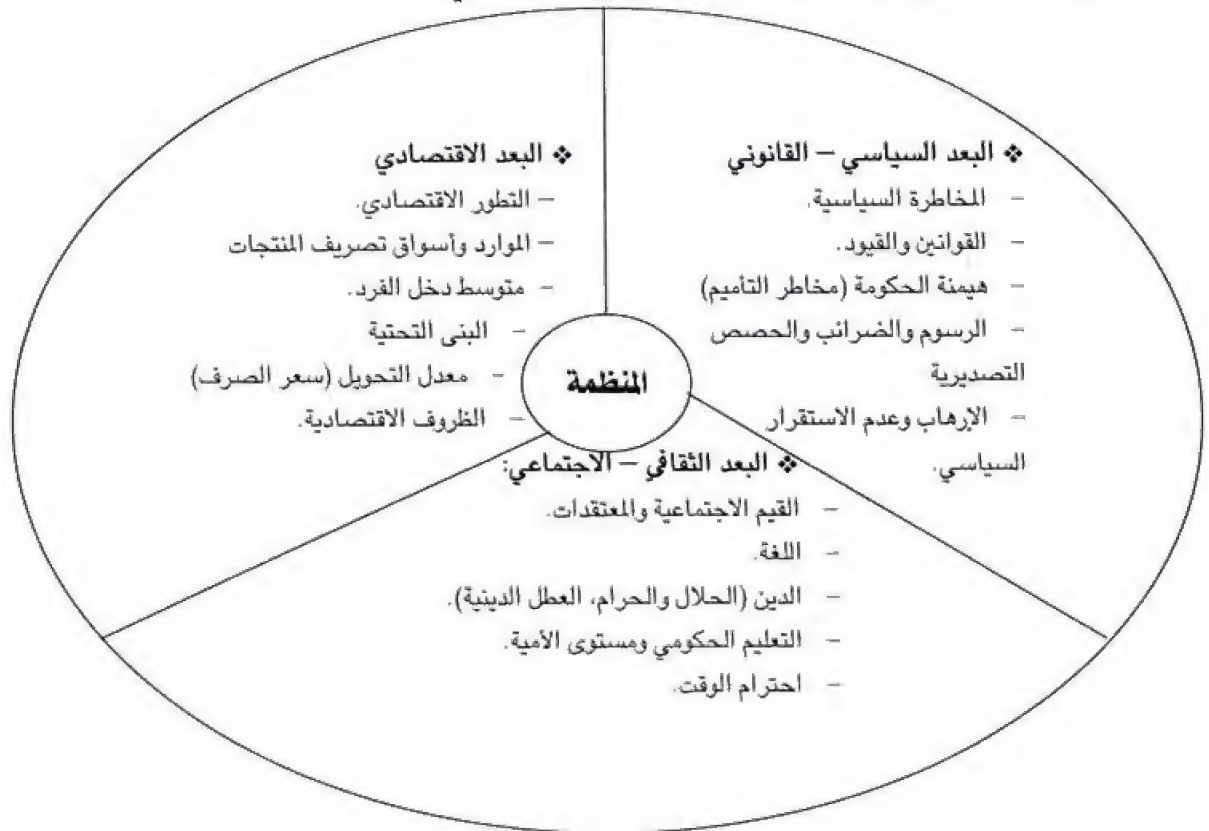 ❖ البعد السياسي – القانوني
– المخاطرة السياسية.
– القوانين والقيود.
– هيمنة الحكومة (مخاطر التأميم)
– الرسوم والضرائب والحصص
التصديرية
– الإرهاب وعدم الاستقرار
السياسي.
❖ البعد الاقتصادي
– التطور الاقتصادي.
– الموارد وأسواق تصريف المنتجات
– متوسط دخل الفرد.
– البنى التحتية
– معدل التحويل (سعر الصرف)
– الظروف الاقتصادية.
المنظمة
❖ البعد الثقافي – الاجتماعي:
– القيم الاجتماعية والمعتقدات.
– اللغة.
– الدين (الحلال والحرام، العطل الدينية).
– التعليم الحكومي ومستوى الأمية.
– احترام الوقت.